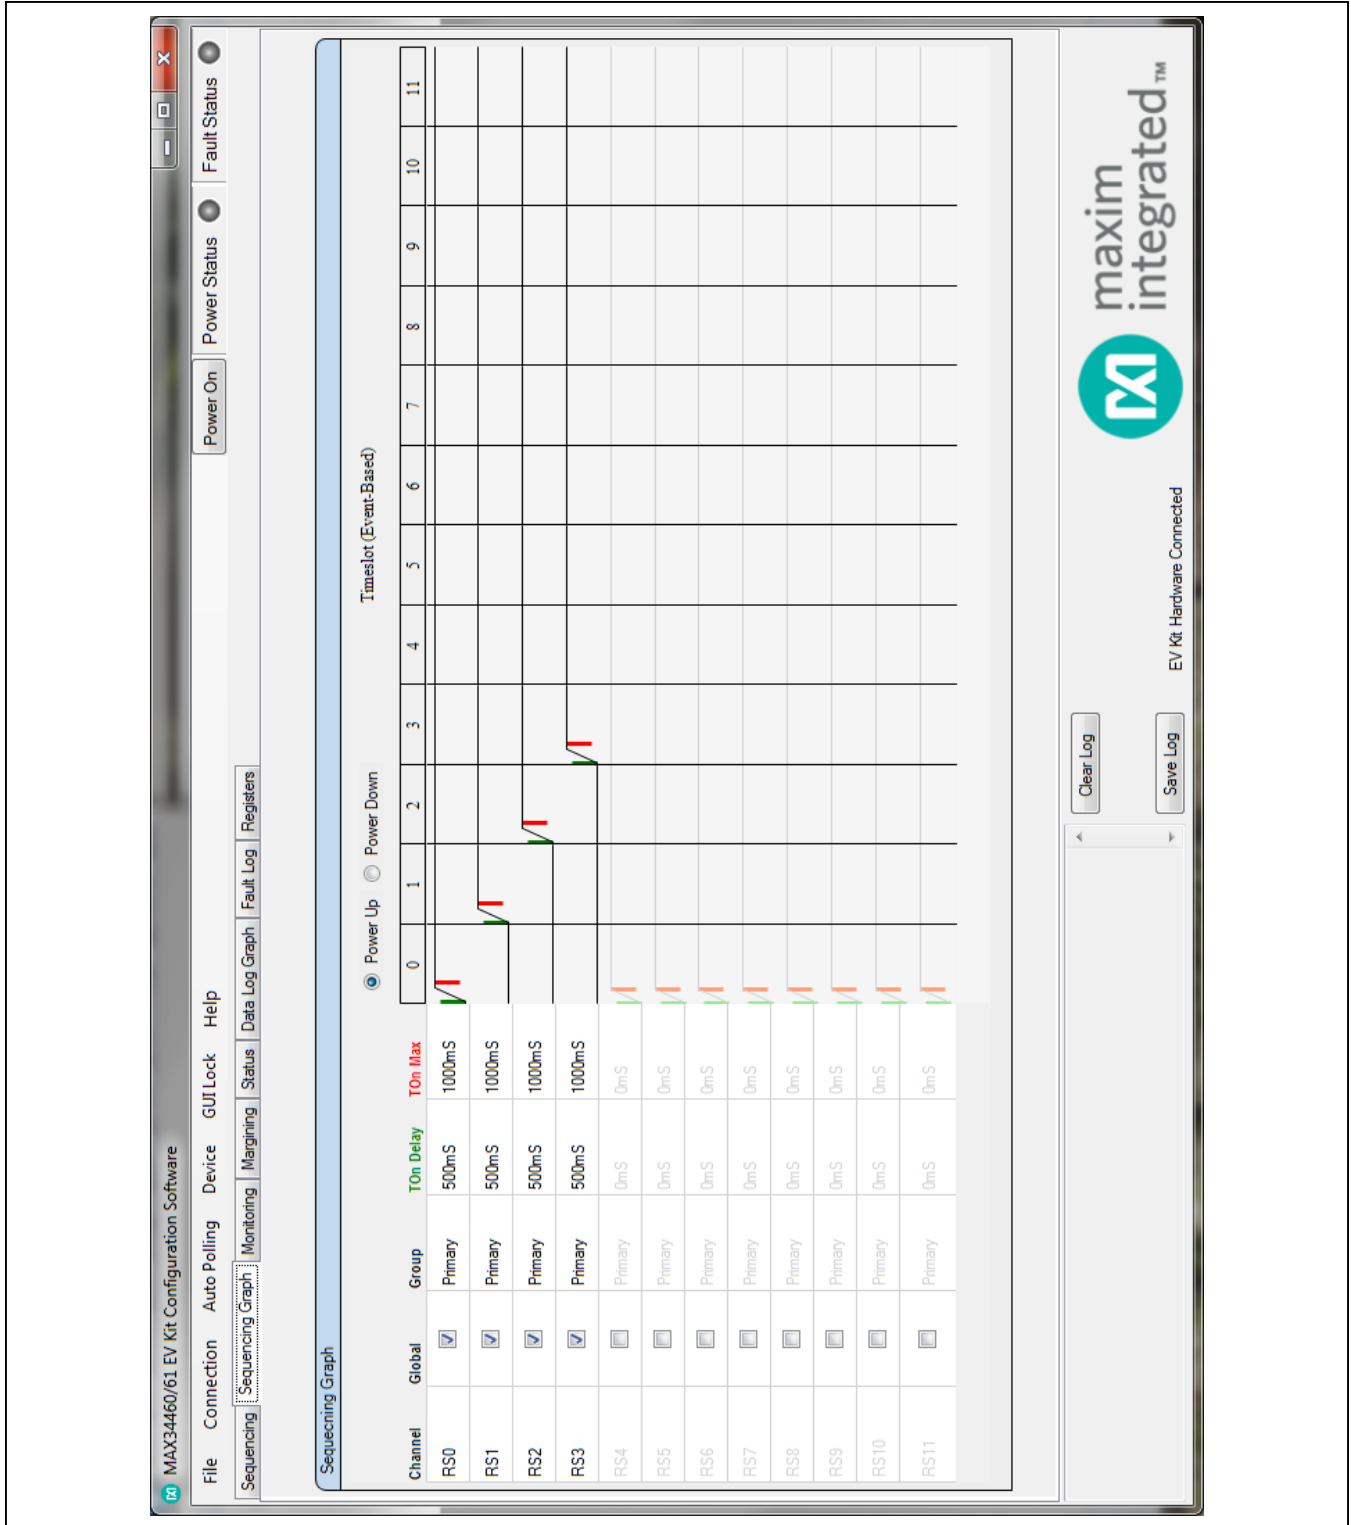 MAX34460/61 EV Kit Configuration Software
File Connection Auto Polling Device GUI Lock Help
Power On Power Status Fault Status
Sequencing Sequencing Graph Monitoring Margining Status Data Log Graph Fault Log Registers
Sequecning Graph
Power Up Power Down Timeslot (Event-Based)
Channel Global Group TOn Delay TOn Max 0 1 2 3 4 5 6 7 8 9 10 11
RS0 Primary 500mS 1000mS
RS1 Primary 500mS 1000mS
RS2 Primary 500mS 1000mS
RS3 Primary 500mS 1000mS
RS4 Primary 0mS 0mS
RS5 Primary 0mS 0mS
RS6 Primary 0mS 0mS
RS7 Primary 0mS 0mS
RS8 Primary 0mS 0mS
RS9 Primary 0mS 0mS
RS10 Primary 0mS 0mS
RS11 Primary 0mS 0mS
Clear Log
Save Log
EV Kit Hardware Connected
maxim
integrated™